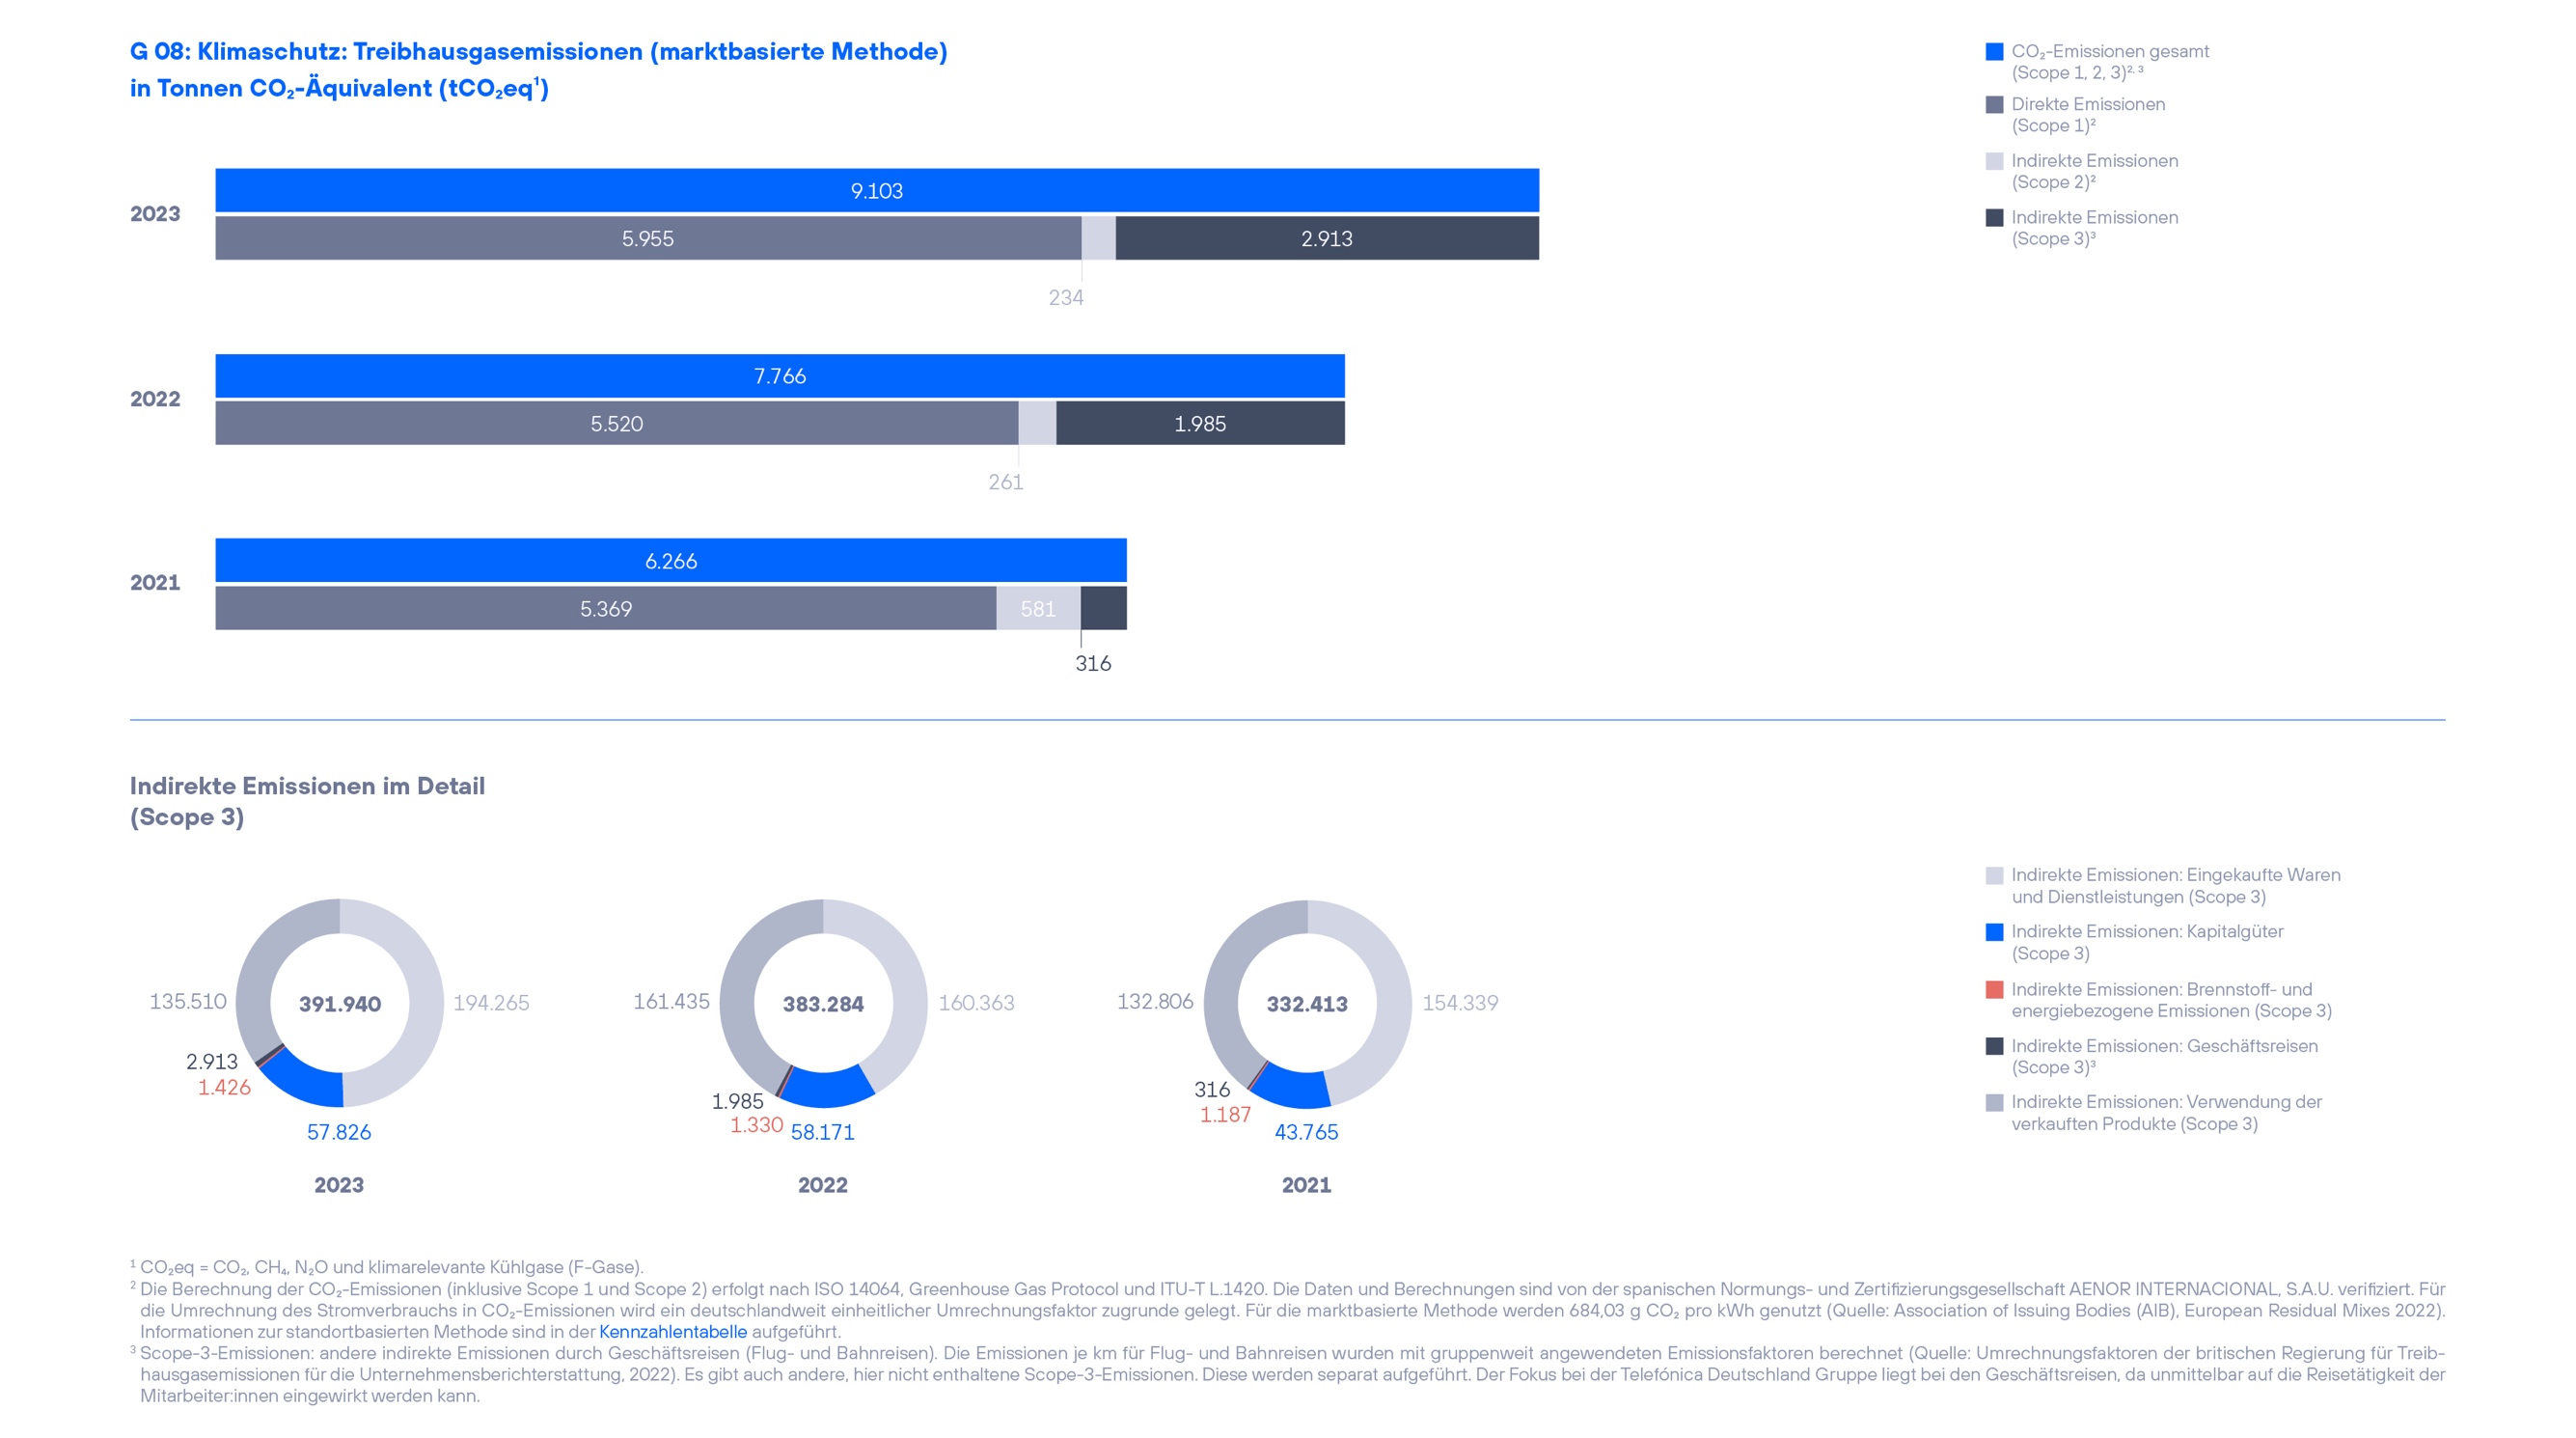 G 08: Klimaschutz: Treibhausgasemissionen (marktbasierte Methode)
in Tonnen CO₂-Äquivalent (tCO₂eq¹)
CO₂-Emissionen gesamt
(Scope 1, 2, 3)²˒ ³
Direkte Emissionen
(Scope 1)²
Indirekte Emissionen
(Scope 2)²
Indirekte Emissionen
(Scope 3)³
2023
9.103
5.955
2.913
234
2022
7.766
5.520
1.985
261
2021
6.266
5.369
581
316
Indirekte Emissionen im Detail
(Scope 3)
391.940
135.510
194.265
2.913
1.426
57.826
2023
383.284
161.435
160.363
1.985
1.330
58.171
2022
332.413
132.806
154.339
316
1.187
43.765
2021
Indirekte Emissionen: Eingekaufte Waren
und Dienstleistungen (Scope 3)
Indirekte Emissionen: Kapitalgüter
(Scope 3)
Indirekte Emissionen: Brennstoff- und
energiebezogene Emissionen (Scope 3)
Indirekte Emissionen: Geschäftsreisen
(Scope 3)³
Indirekte Emissionen: Verwendung der
verkauften Produkte (Scope 3)
¹ CO₂eq = CO₂, CH₄, N₂O und klimarelevante Kühlgase (F-Gase).
² Die Berechnung der CO₂-Emissionen (inklusive Scope 1 und Scope 2) erfolgt nach ISO 14064, Greenhouse Gas Protocol und ITU-T L.1420. Die Daten und Berechnungen sind von der spanischen Normungs- und Zertifizierungsgesellschaft AENOR INTERNACIONAL, S.A.U. verifiziert. Für
die Umrechnung des Stromverbrauchs in CO₂-Emissionen wird ein deutschlandweit einheitlicher Umrechnungsfaktor zugrunde gelegt. Für die marktbasierte Methode werden 684,03 g CO₂ pro kWh genutzt (Quelle: Association of Issuing Bodies (AIB), European Residual Mixes 2022).
Informationen zur standortbasierten Methode sind in der Kennzahlentabelle aufgeführt.
³ Scope-3-Emissionen: andere indirekte Emissionen durch Geschäftsreisen (Flug- und Bahnreisen). Die Emissionen je km für Flug- und Bahnreisen wurden mit gruppenweit angewendeten Emissionsfaktoren berechnet (Quelle: Umrechnungsfaktoren der britischen Regierung für Treib-
hausgasemissionen für die Unternehmensberichterstattung, 2022). Es gibt auch andere, hier nicht enthaltene Scope-3-Emissionen. Diese werden separat aufgeführt. Der Fokus bei der Telefónica Deutschland Gruppe liegt bei den Geschäftsreisen, da unmittelbar auf die Reisetätigkeit der
Mitarbeiter:innen eingewirkt werden kann.